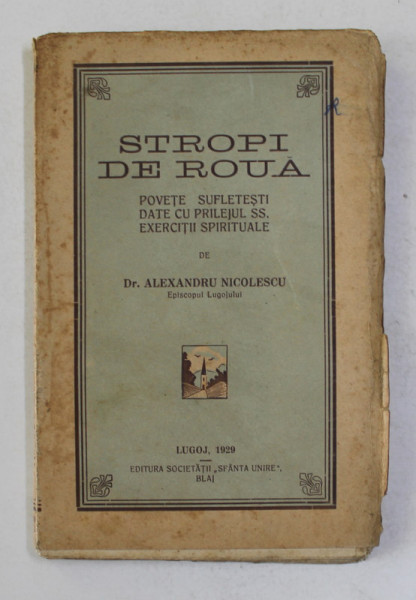 STROPI
DE ROUĂ
POVEȚE SUFLETEȘTI
DATE CU PRILEJUL SS.
EXERCIȚII SPIRITUALE
DE
Dr. ALEXANDRU NICOLESCU
Episcopul Lugojului
LUGOJ, 1929
EDITURA SOCIETĂȚII „SFÂNTA UNIRE",
BLAJ